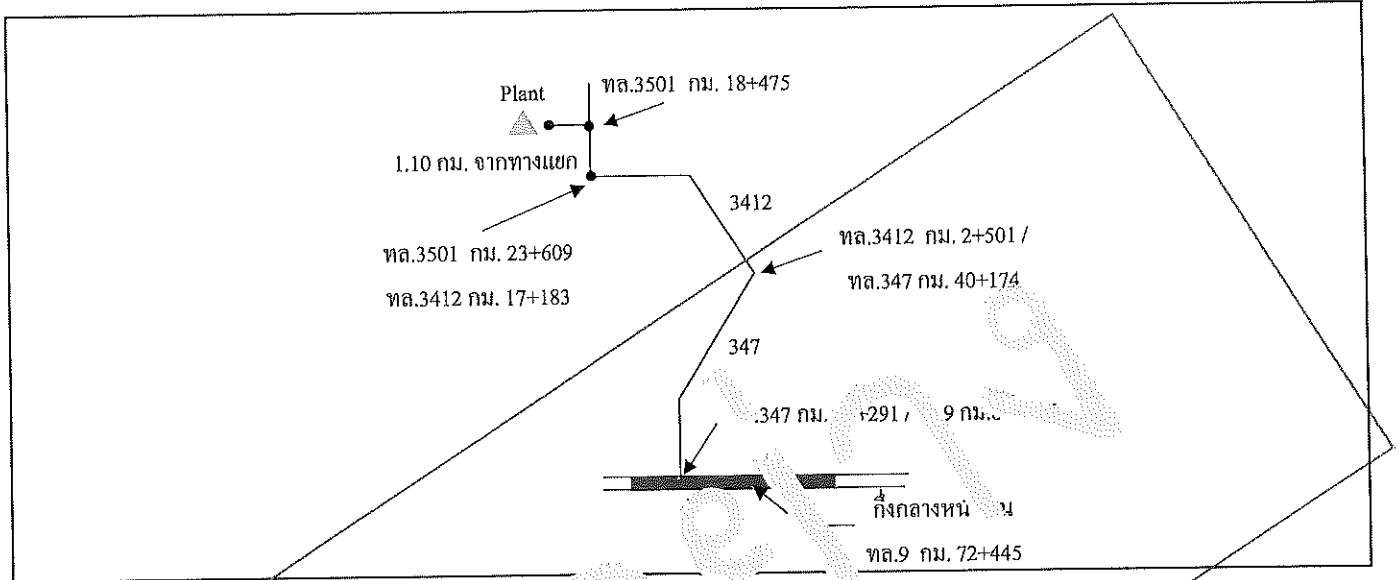 Plant
ทล.3501 กม. 18+475
1.10 กม. จากทางแยก
3412
ทล.3501 กม. 23+609
ทล.3412 กม. 17+183
ทล.3412 กม. 2+501 /
ทล.347 กม. 40+174
347
.347 กม. +291 / 9 กม.
กึ่งกลาง
ทล.9 กม. 72+445